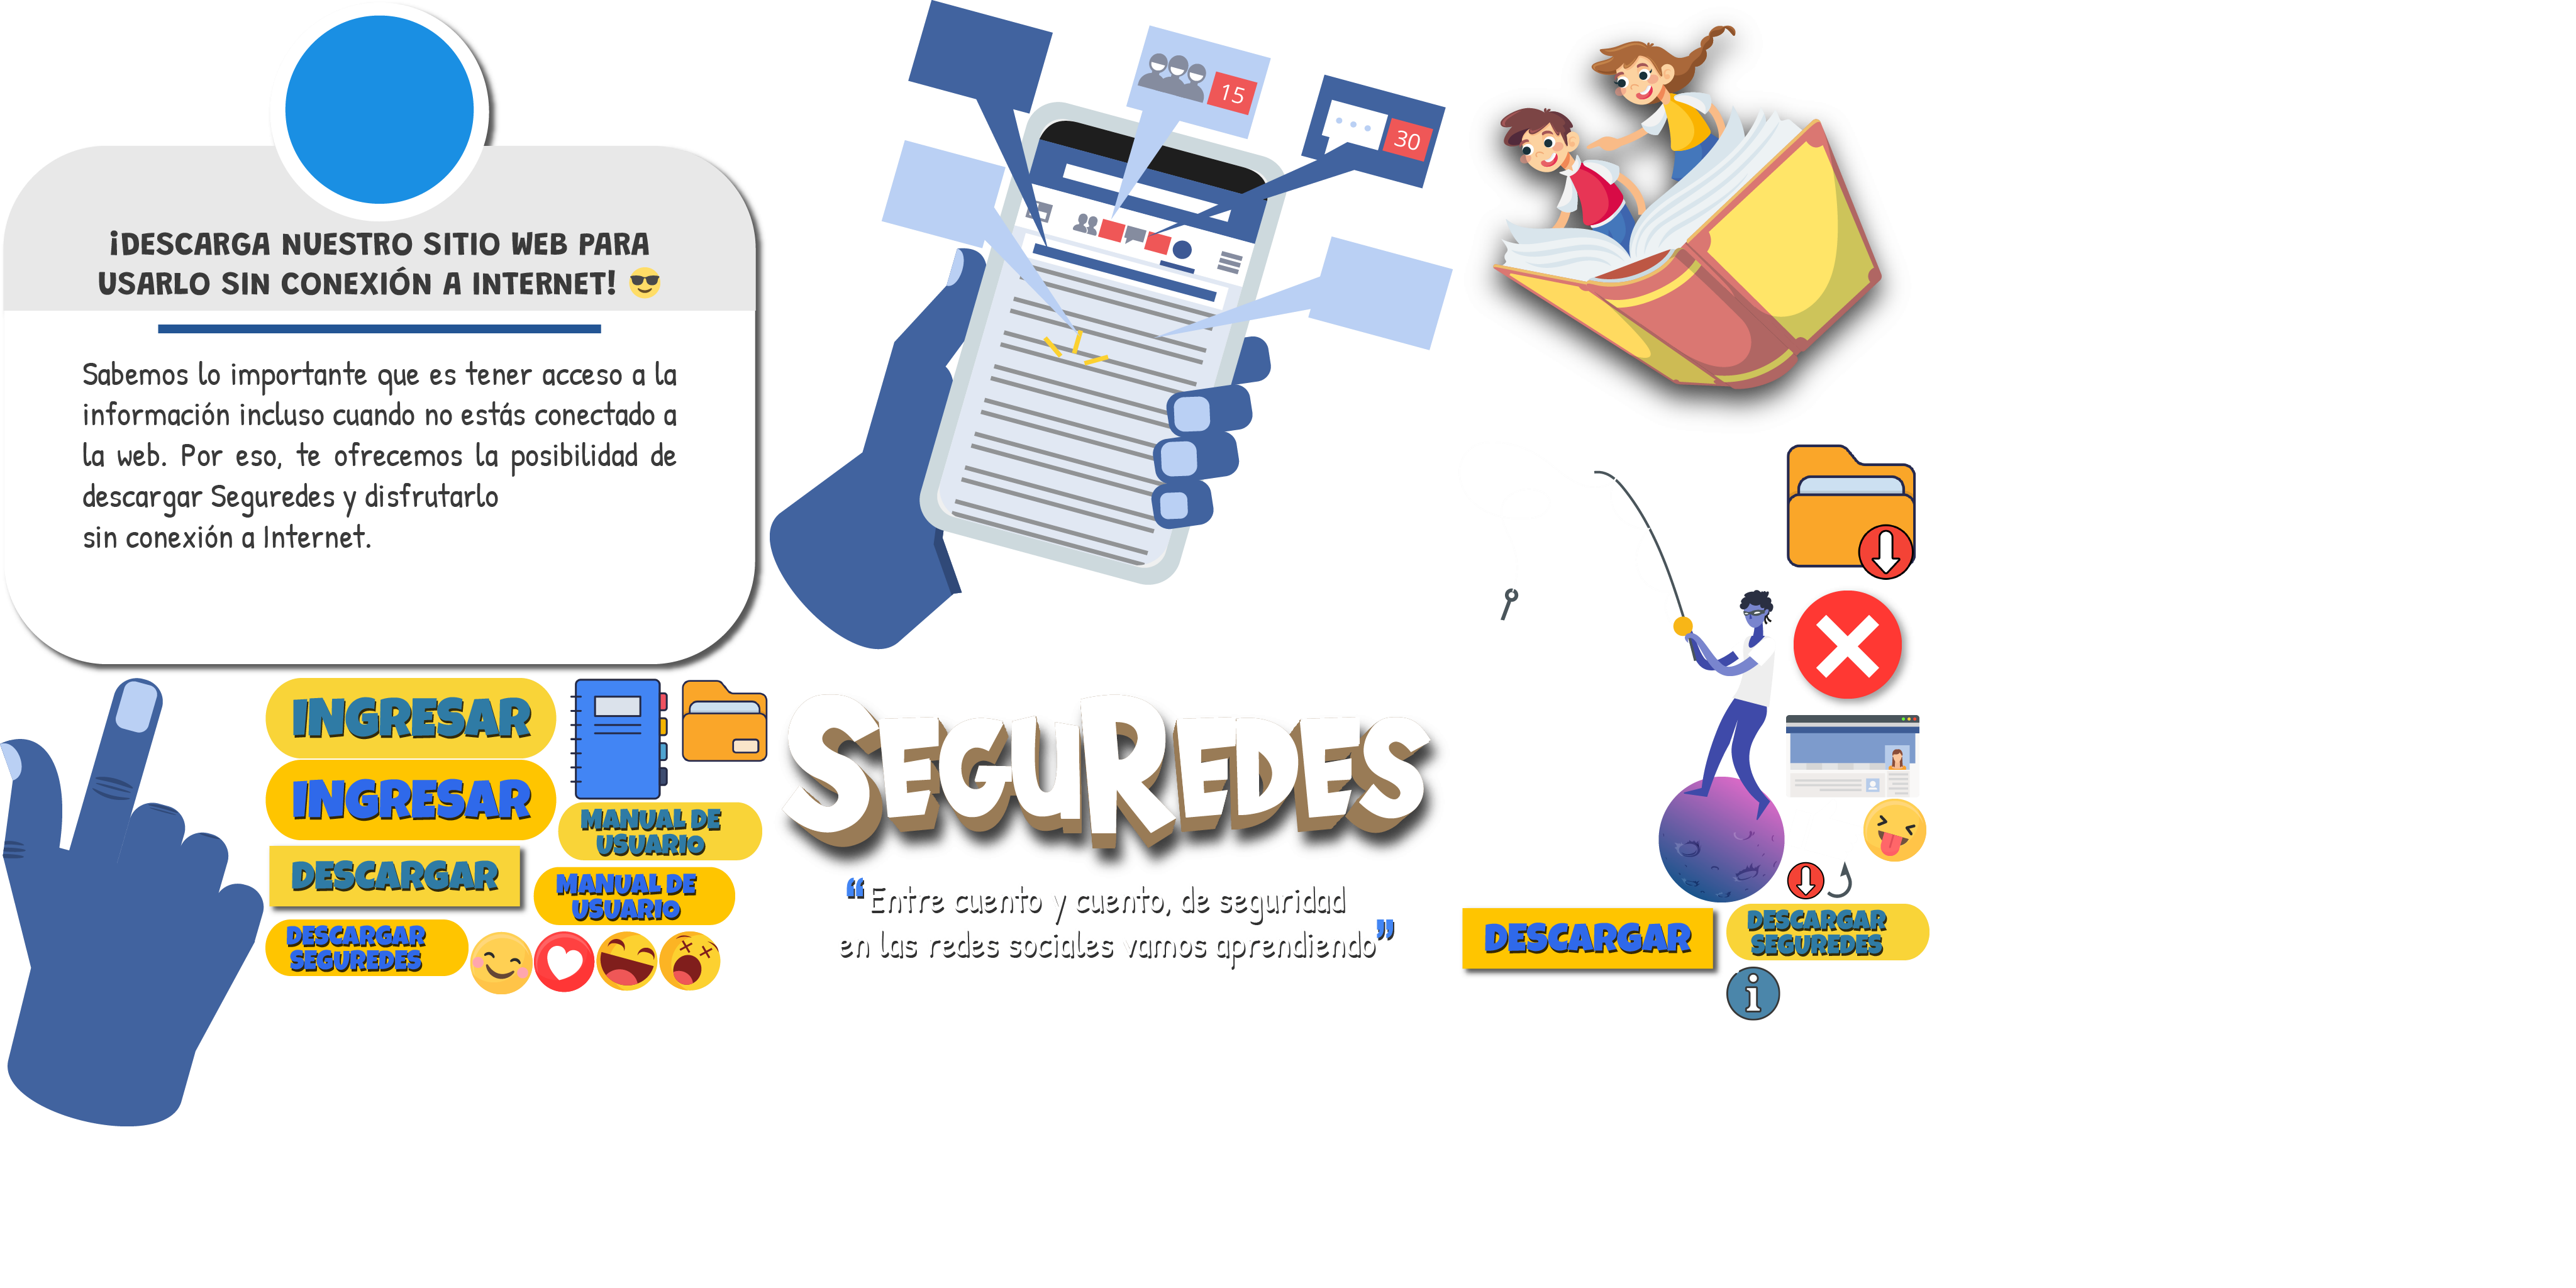 15
30
¡DESCARGA NUESTRO SITIO WEB PARA
USARLO SIN CONEXIÓN A INTERNET! 😎
Sabemos lo importante que es tener acceso a la
información incluso cuando no estás conectado a
la web. Por eso, te ofrecemos la posibilidad de
descargar Seguredes y disfrutarlo
sin conexión a Internet.
INGRESAR
INGRESAR
DESCARGAR
DESCARGAR
SEGUREDES
MANUAL DE
USUARIO
MANUAL DE
USUARIO
SEGUREDES
“Entre cuento y cuento, de seguridad
en las redes sociales vamos aprendiendo”
DESCARGAR
DESCARGAR
SEGUREDES
i